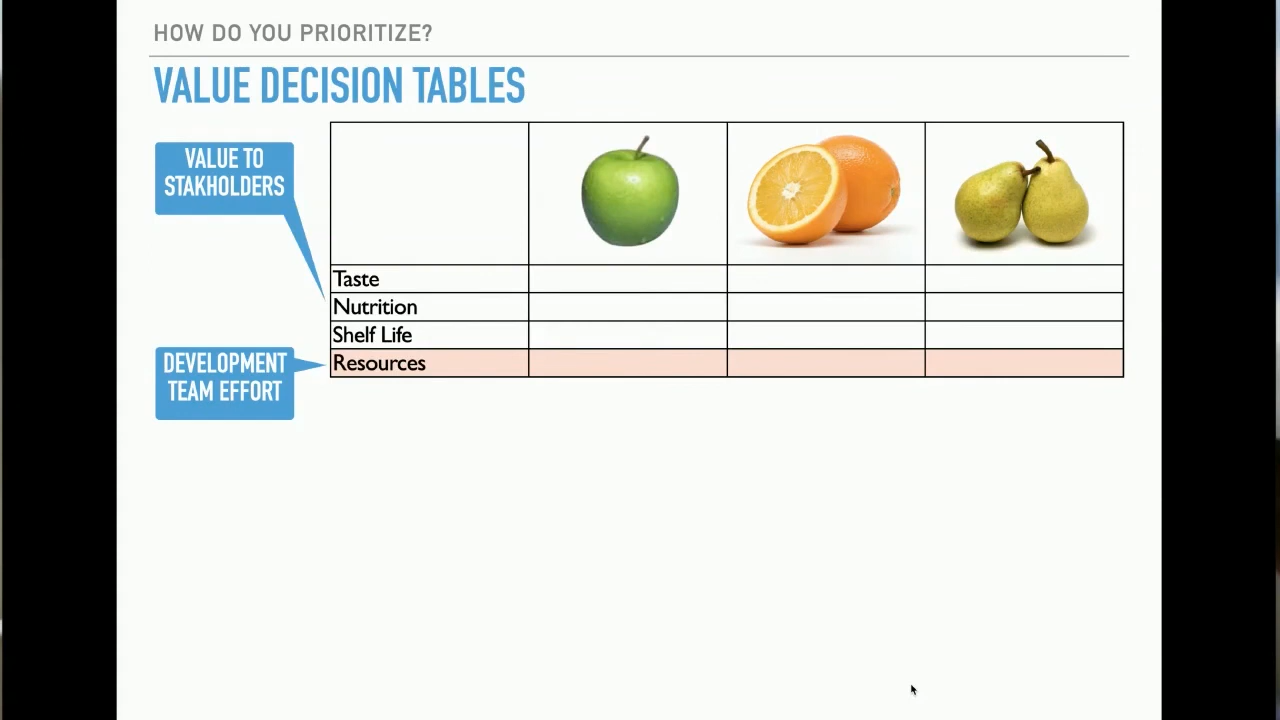 HOW DO YOU PRIORITIZE?
VALUE DECISION TABLES
VALUE TO
STAKHOLDERS
Taste
Nutrition
Shelf Life
Resources
DEVELOPMENT
TEAM EFFORT